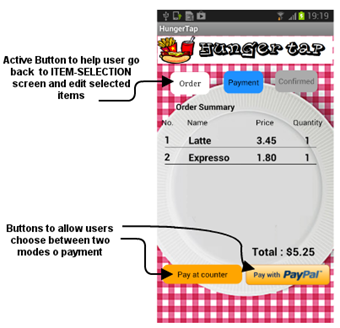 19:19
HungerTap
Hunger tap
Active Button to help user go
back to ITEM-SELECTION
screen and edit selected
items
Order Payment Confirmed
Order Summary
No. Name Price Quantity
1 Latte 3.45 1
2 Expresso 1.80 1
Buttons to allow users
choose between two
modes o payment
Total : $5.25
Pay at counter Pay with PayPal